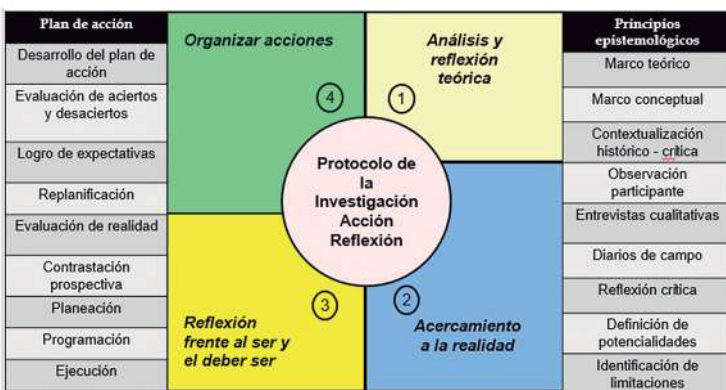 Plan de acción
Desarrollo del plan de
acción
Evaluación de aciertos
y desaciertos
Logro de expectativas
Replanificación
Evaluación de realidad
Contrastación
prospectiva
Planeación
Programación
Ejecución
Organizar acciones
4
Análisis y
reflexión
teórica
1
Protocolo de
la
Investigación
Acción
Reflexión
3
Reflexión
frente al ser y
el deber ser
2
Acercamiento
a la realidad
Principios
epistemológicos
Marco teórico
Marco conceptual
Contextualización
histórico - crítica
Observación
participante
Entrevistas cualitativas
Diarios de campo
Reflexión crítica
Definición de
potencialidades
Identificación de
limitaciones